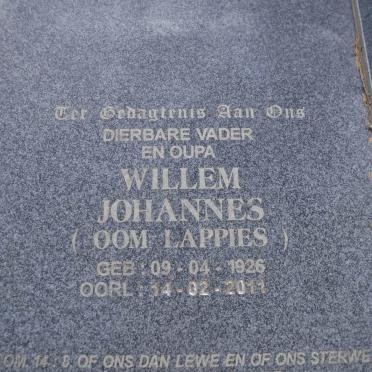 Ter Gedagtenis Aan Ons
DIERBARE VADER
EN OUPA
WILLEM
JOHANNES
( OOM LAPPIES )
GEB : 09 - 04 - 1926
OORL : 14 - 02 - 2011
ROM. 14 : 8. OF ONS DAN LEWE EN OF ONS STERWE